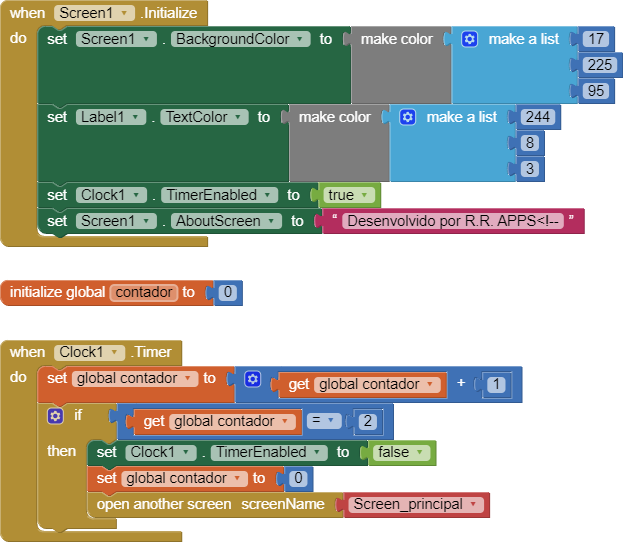 when Screen1 .Initialize
do set Screen1 . BackgroundColor to make color make a list 17
225
95
set Label1 . TextColor to make color make a list 244
8
3
set Clock1 . TimerEnabled to true
set Screen1 . AboutScreen to “ Desenvolvido por R.R. APPS<!-- ”
initialize global contador to 0
when Clock1 .Timer
do set global contador to get global contador + 1
if get global contador = 2
then set Clock1 . TimerEnabled to false
set global contador to 0
open another screen screenName Screen_principal